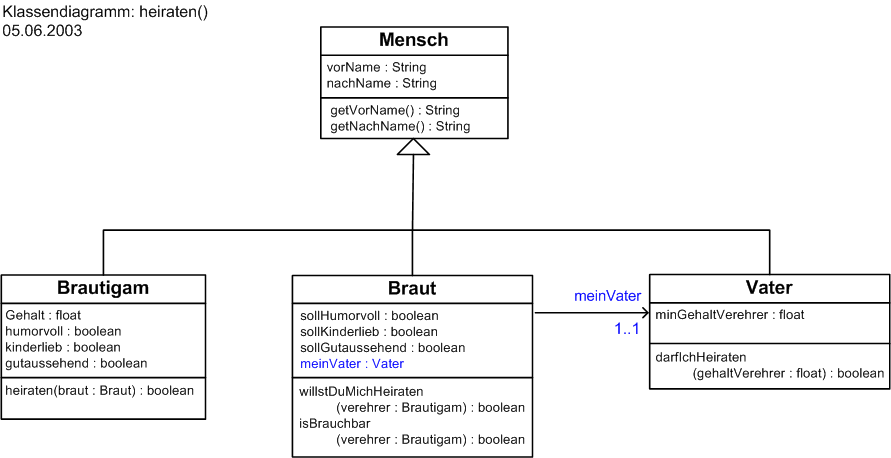 Klassendiagramm: heiraten()
05.06.2003
Mensch
vorName : String
nachName : String
getVorName() : String
getNachName() : String
Brautigam
Gehalt : float
humorvoll : boolean
kinderlieb : boolean
gutaussehend : boolean
heiraten(braut : Braut) : boolean
Braut
sollHumorvoll : boolean
sollKinderlieb : boolean
sollGutaussehend : boolean
meinVater : Vater
willstDuMichHeiraten
(verehrer : Brautigam) : boolean
isBrauchbar
(verehrer : Brautigam) : boolean
meinVater
1..1
Vater
minGehaltVerehrer : float
darfIchHeiraten
(gehaltVerehrer : float) : boolean